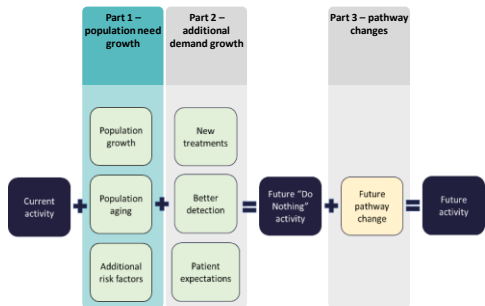 Part 1 –
population need
growth
Part 2 –
additional
demand growth
Part 3 – pathway
changes
Population
growth
New
treatments
Current
activity
+
Population
aging
+
Better
detection
=
Future "Do
Nothing"
activity
+
Future
pathway
change
=
Future
activity
Additional
risk factors
Patient
expectations